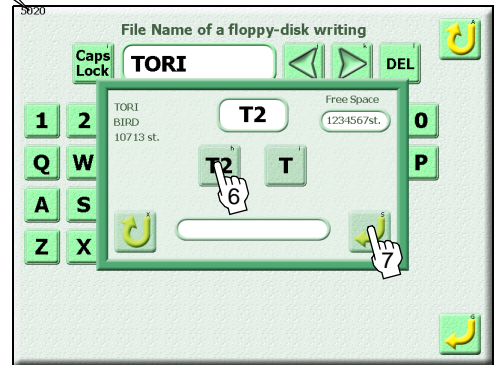 5020
File Name of a floppy-disk writing
A
Caps
Lock
i
TORI
j
k
l
DEL
1
2
0
Q
W
P
A
S
Z
X
TORI
BIRD
10713 st.
T2
Free Space
1234567st.
h
T2
i
T
6
X
S
7
G